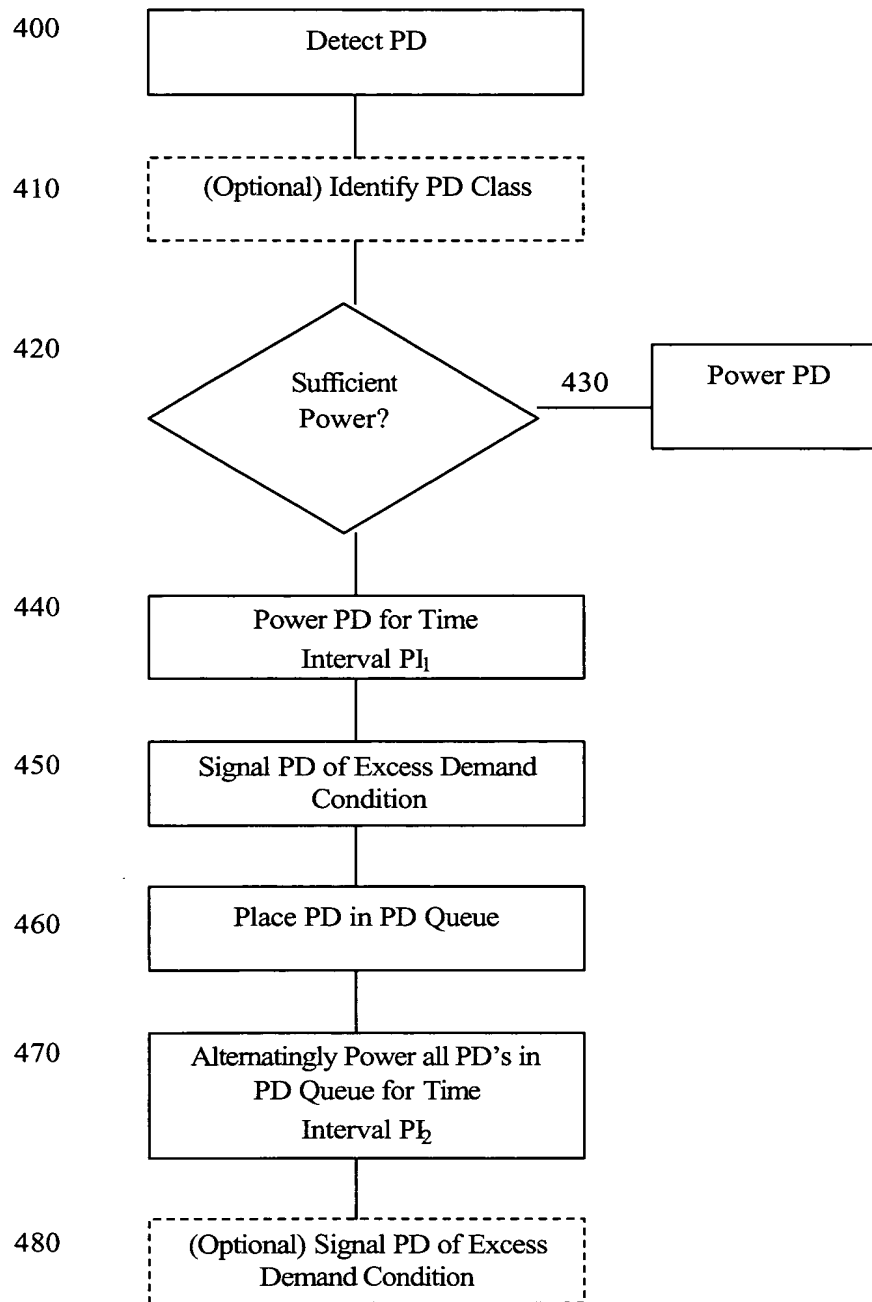 400
Detect PD
410
(Optional) Identify PD Class
420
Sufficient
Power?
430
Power PD
440
Power PD for Time
Interval PI₁
450
Signal PD of Excess Demand
Condition
460
Place PD in PD Queue
470
Alternatingly Power all PD's in
PD Queue for Time
Interval PI₂
480
(Optional) Signal PD of Excess
Demand Condition